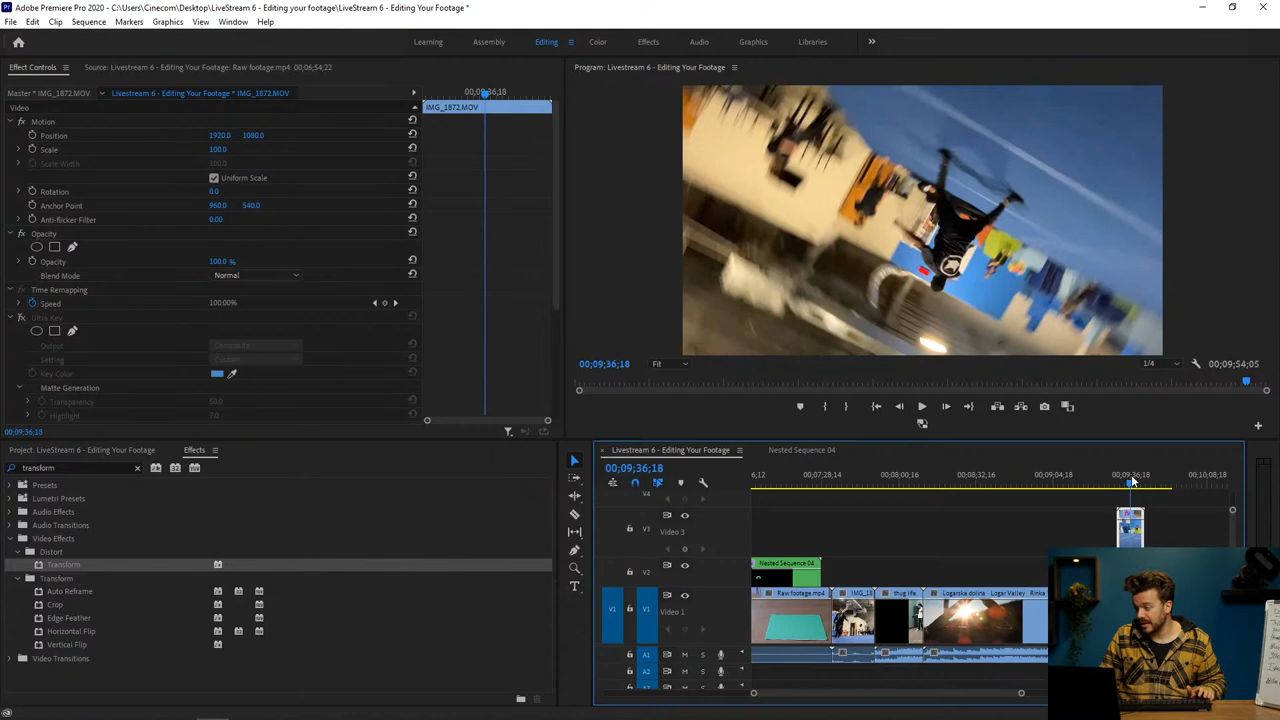 Adobe Premiere Pro 2020 - C:\Users\Cinecom\Desktop\LiveStream 6 - Editing your footage\LiveStream 6 - Editing Your Footage *
File Edit Clip Sequence Markers Graphics View Window Help
Learning Assembly Editing Color Effects Audio Graphics Libraries
Effect Controls Source: Livestream 6 - Editing Your Footage: Raw footage.mp4: 00;06;54;22
Program: Livestream 6 - Editing Your Footage
Master * IMG_1872.MOV Livestream 6 - Editing Your Footage * IMG_1872.MOV
00;09;36;18
Video
IMG_1872.MOV
fx Motion
Position 1920.0 1080.0
Scale 100.0
Scale Width 100.0
Uniform Scale
Rotation 0.0
Anchor Point 960.0 540.0
Anti-flicker Filter 0.00
fx Opacity
Opacity 100.0 %
Blend Mode Normal
fx Time Remapping
Speed 100.00%
fx Ultra Key
Output Composite
Setting Custom
Key Color
Matte Generation
Transparency 50.0
Highlight 7.0
00;09;36;18
00;09;36;18 Fit 1/4 00;09;54;05
Project: LiveStream 6 - Editing Your Footage Effects
transform
Presets
Lumetri Presets
Audio Effects
Audio Transitions
Video Effects
Distort
Transform
Transform
Auto Reframe
Crop
Edge Feather
Horizontal Flip
Vertical Flip
Video Transitions
Livestream 6 - Editing Your Footage Nested Sequence 04
00;09;36;18
6;12 00;07;28;14 00;08;00;16 00;08;32;16 00;09;04;18 00;09;36;18 00;10;08;18
V4
V3
Video 3
V2
Nested Sequence 04
V1 V1
Video 1
Raw footage.mp4 IMG_18 thug life. Loganska dolina Logar Valley Rinka
A1 M S
A2 M S